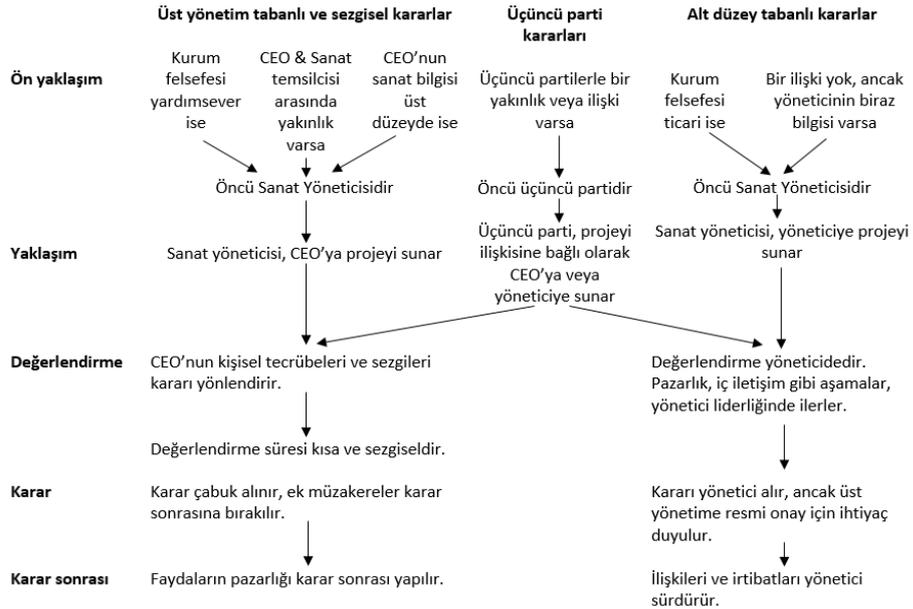 Üst yönetim tabanlı ve sezgisel kararlar
Üçüncü parti
kararları
Alt düzey tabanlı kararlar
Ön yaklaşım
Kurum
felsefesi
yardımsever
ise
CEO & Sanat
temsilcisi
arasında
yakınlık
varsa
CEO’nun
sanat bilgisi
üst
düzeyde ise
Üçüncü partilerle bir
yakınlık veya ilişki
varsa
Kurum
felsefesi
ticari ise
Bir ilişki yok, ancak
yöneticinin biraz
bilgisi varsa
Öncü Sanat Yöneticisidir
Öncü üçüncü partidir
Öncü Sanat Yöneticisidir
Yaklaşım
Sanat yöneticisi, CEO’ya projeyi sunar
Üçüncü parti, projeyi
ilişkisine bağlı olarak
CEO’ya veya
yöneticiye sunar
Sanat yöneticisi, yöneticiye projeyi
sunar
Değerlendirme
CEO’nun kişisel tecrübeleri ve sezgileri
kararı yönlendirir.
Değerlendirme yöneticidedir.
Pazarlık, iç iletişim gibi aşamalar,
yönetici liderliğinde ilerler.
Değerlendirme süresi kısa ve sezgiseldir.
Karar
Karar çabuk alınır, ek müzakereler karar
sonrasına bırakılır.
Kararı yönetici alır, ancak üst
yönetime resmi onay için ihtiyaç
duyulur.
Karar sonrası
Faydaların pazarlığı karar sonrası yapılır.
İlişkileri ve irtibatları yönetici
sürdürür.